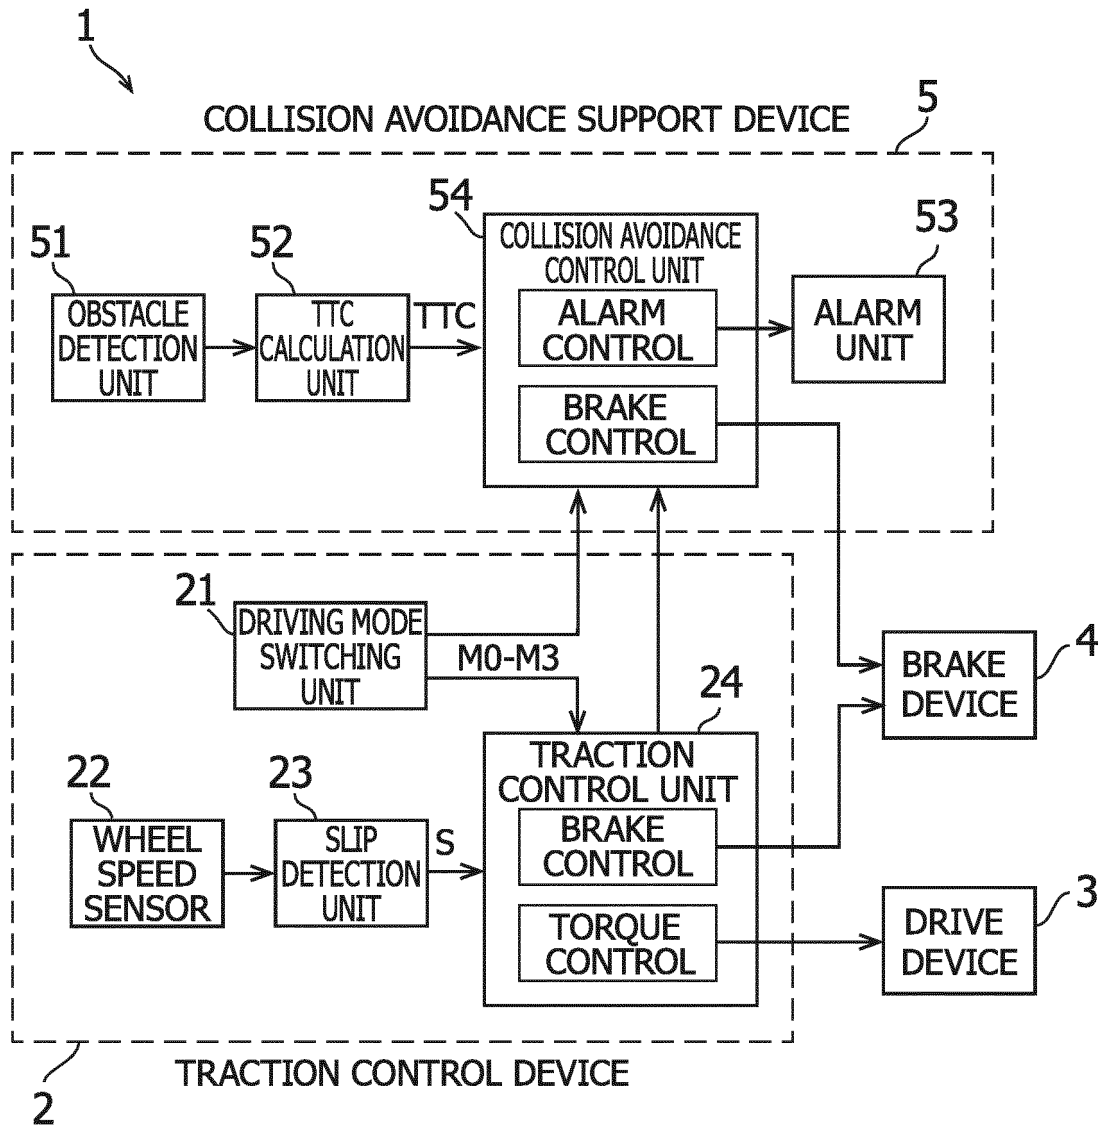 1
COLLISION AVOIDANCE SUPPORT DEVICE
5
51
OBSTACLE
DETECTION
UNIT
52
TTC
CALCULATION
UNIT
TTC
54
COLLISION AVOIDANCE
CONTROL UNIT
ALARM
CONTROL
BRAKE
CONTROL
53
ALARM
UNIT
21
DRIVING MODE
SWITCHING
UNIT
M0-M3
22
WHEEL
SPEED
SENSOR
23
SLIP
DETECTION
UNIT
S
24
TRACTION
CONTROL UNIT
BRAKE
CONTROL
TORQUE
CONTROL
4
BRAKE
DEVICE
3
DRIVE
DEVICE
2
TRACTION CONTROL DEVICE